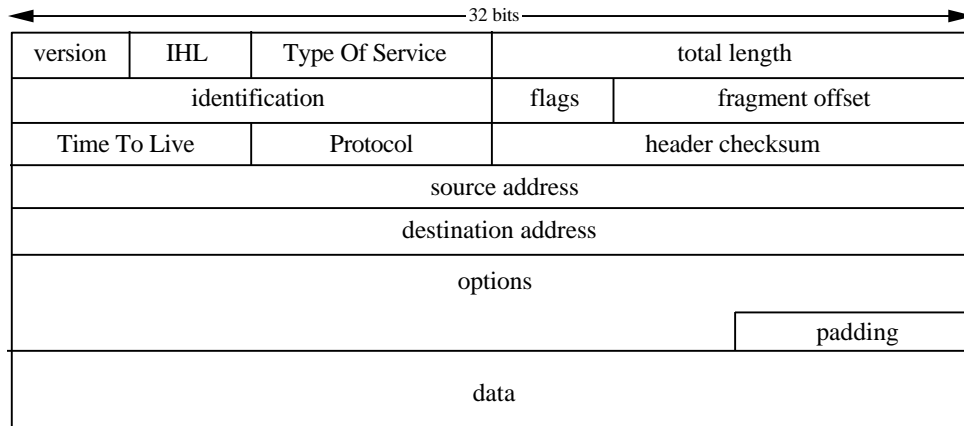 32 bits
version IHL Type Of Service total length
identification flags fragment offset
Time To Live Protocol header checksum
source address
destination address
options
padding
data